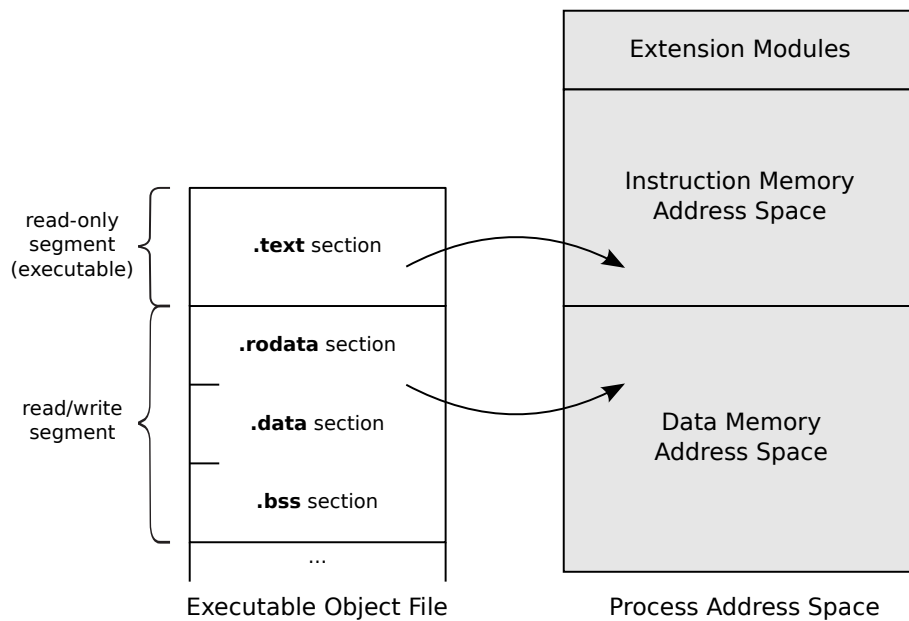 Extension Modules
Instruction Memory
Address Space
read-only
segment
(executable)
.text section
.rodata section
read/write
segment
.data section
Data Memory
Address Space
.bss section
...
Executable Object File
Process Address Space